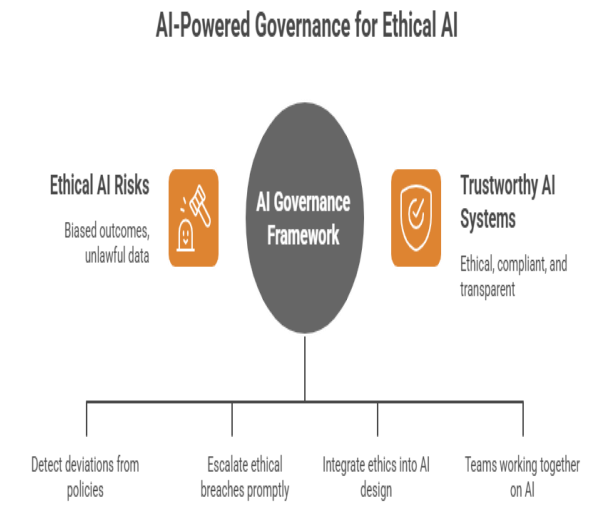 AI-Powered Governance for Ethical AI
Ethical AI Risks
Biased outcomes,
unlawful data
AI Governance
Framework
Trustworthy AI
Systems
Ethical, compliant, and
transparent
Detect deviations from
policies
Escalate ethical
breaches promptly
Integrate ethics into AI
design
Teams working together
on AI